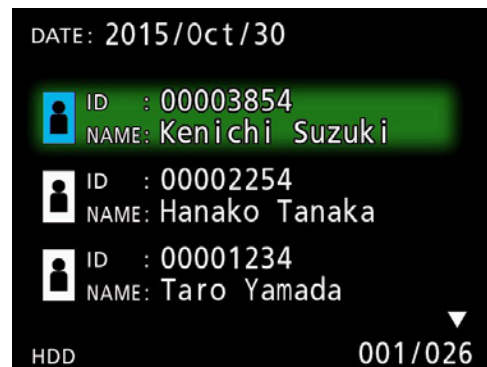 DATE: 2015/Oct/30
ID : 00003854
NAME: Kenichi Suzuki
ID : 00002254
NAME: Hanako Tanaka
ID : 00001234
NAME: Taro Yamada
HDD 001/026